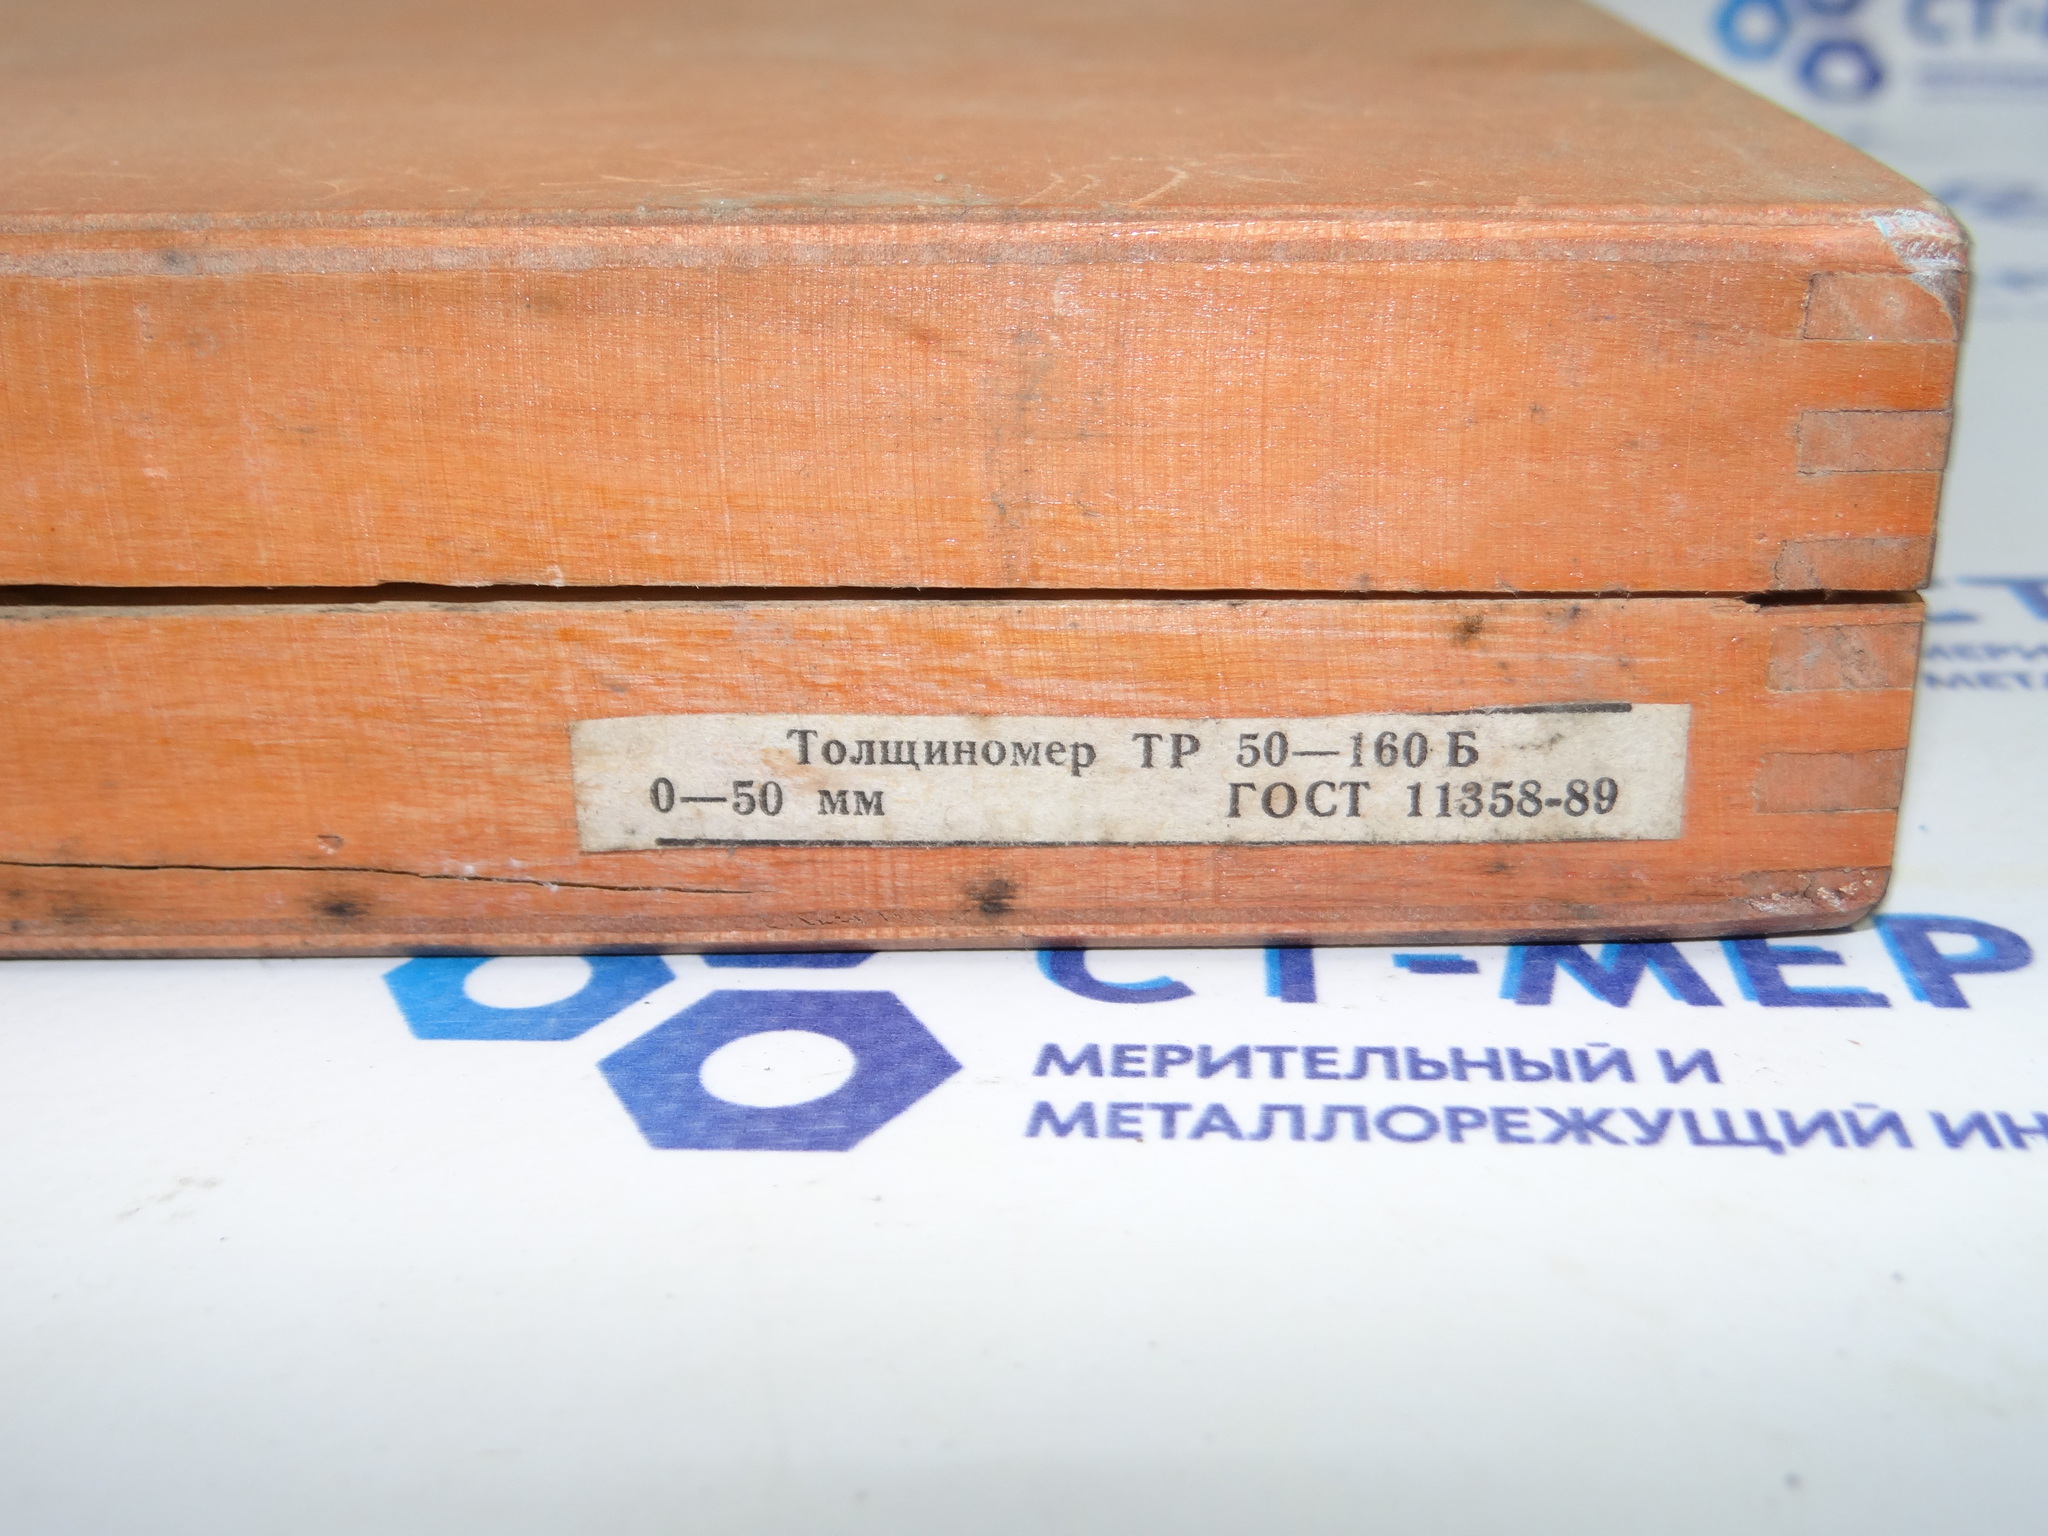 Толщиномер ТР 50—160 Б
0—50 мм ГОСТ 11358-89
СТ-МЕР
МЕРИТЕЛЬНЫЙ И
МЕТАЛЛОРЕЖУЩИЙ ИН